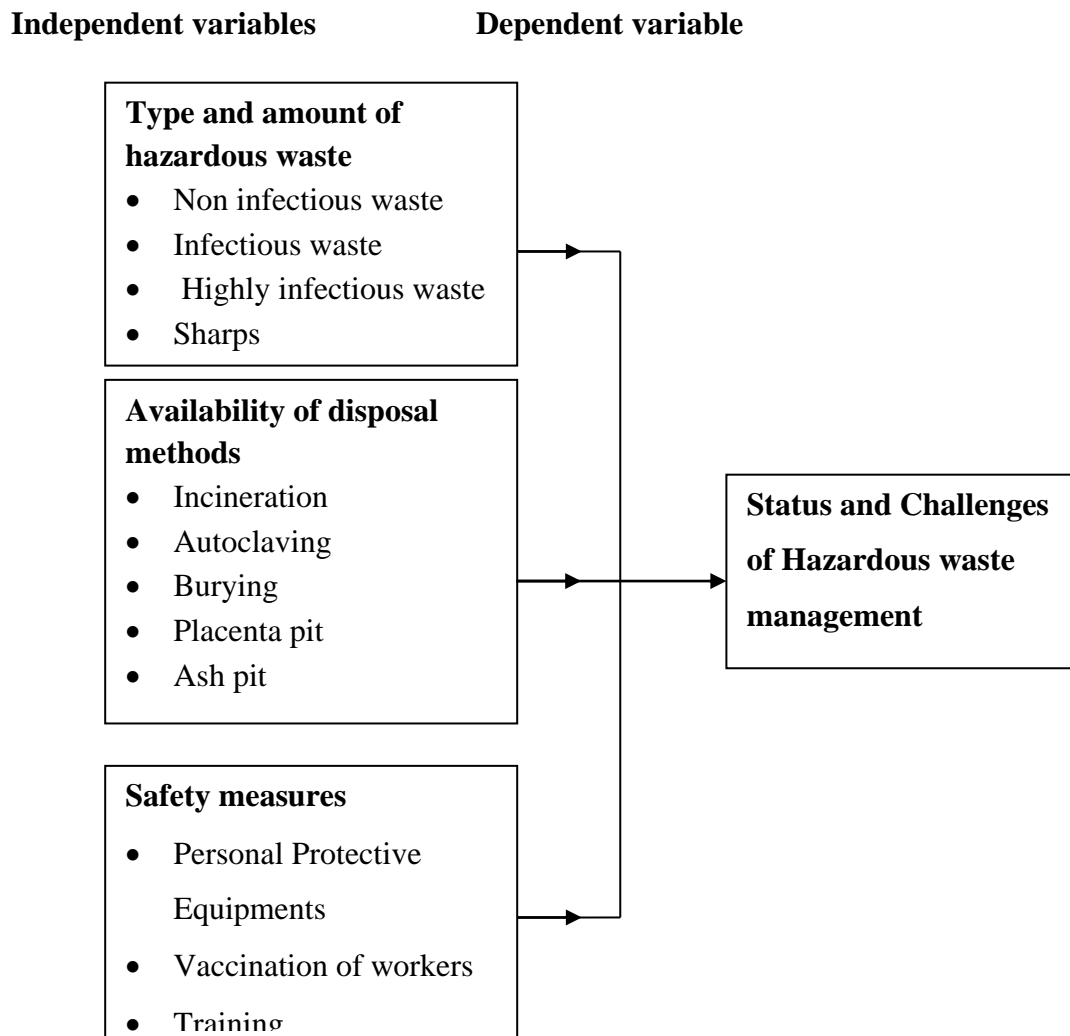 Independent variables Dependent variable
Type and amount of
hazardous waste
• Non infectious waste
• Infectious waste
• Highly infectious waste
• Sharps
Availability of disposal
methods
• Incineration
• Autoclaving
• Burying
• Placenta pit
• Ash pit
Status and Challenges
of Hazardous waste
management
Safety measures
• Personal Protective
Equipments
• Vaccination of workers
• Training